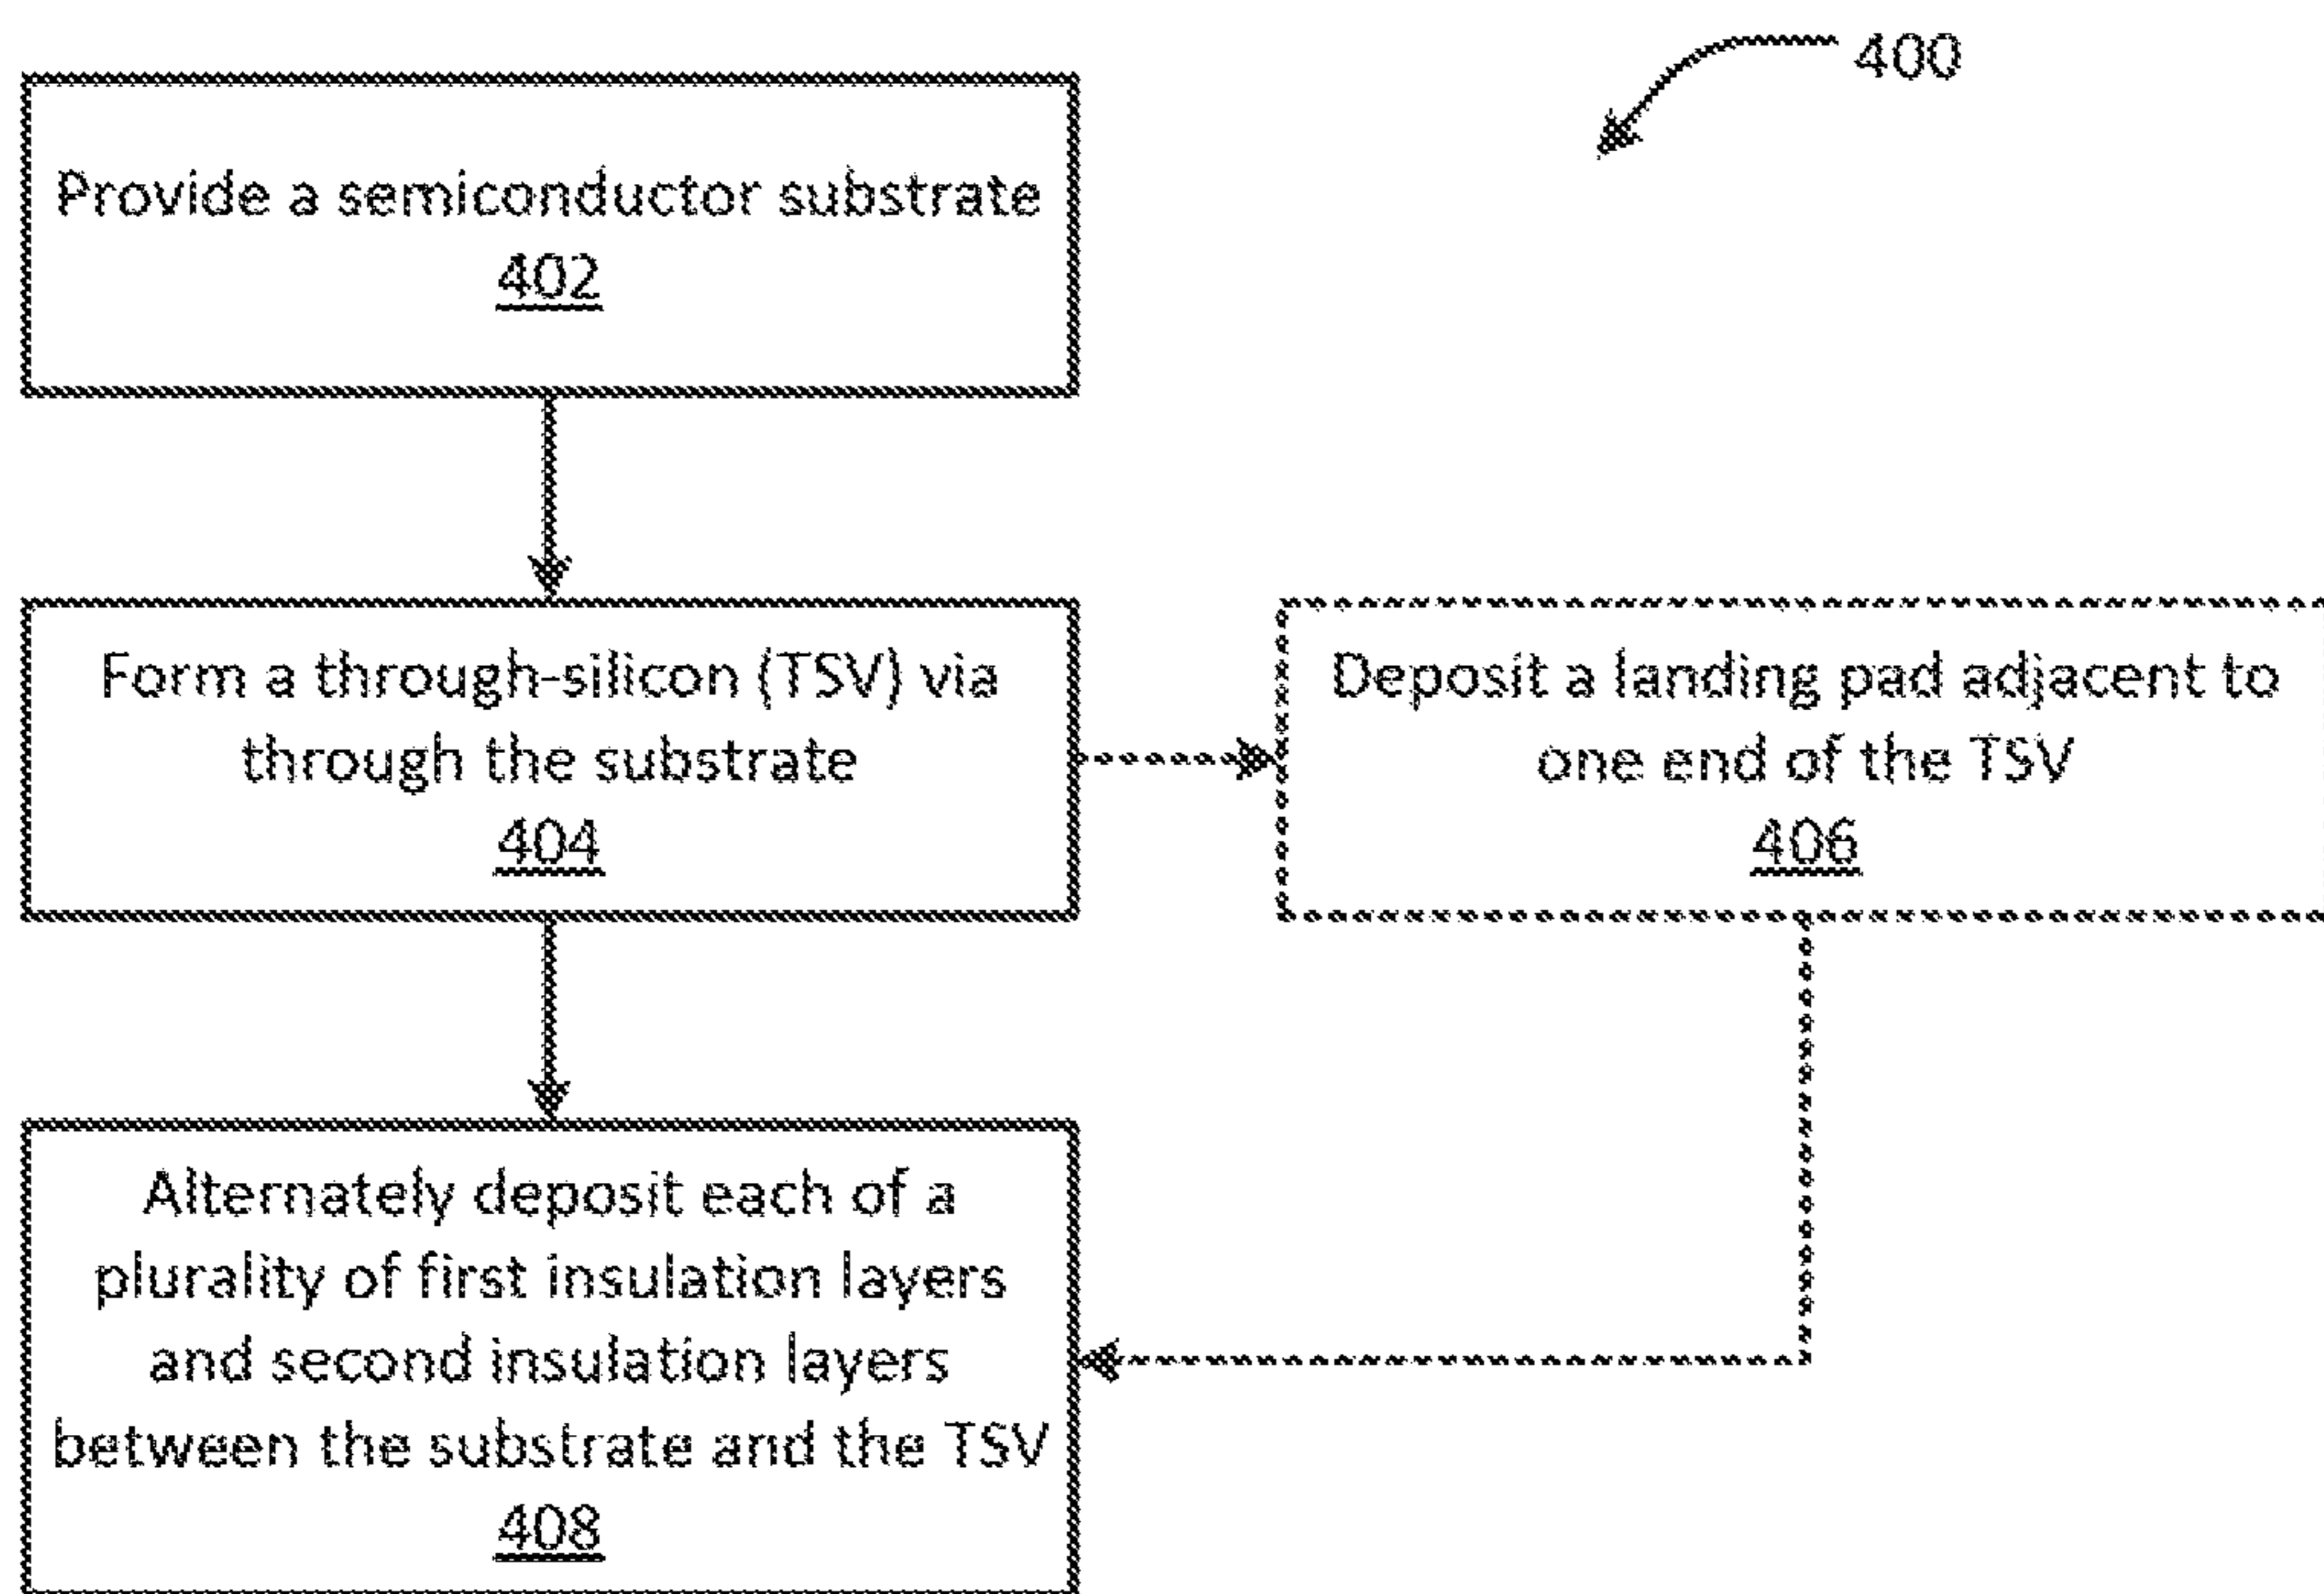 400
Provide a semiconductor substrate
402
Form a through-silicon (TSV) via
through the substrate
404
Deposit a landing pad adjacent to
one end of the TSV
406
Alternately deposit each of a
plurality of first insulation layers
and second insulation layers
between the substrate and the TSV
408